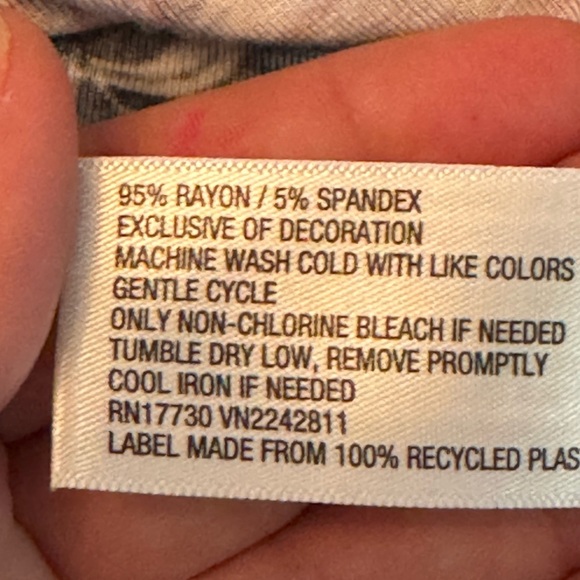 95% RAYON / 5% SPANDEX
EXCLUSIVE OF DECORATION
MACHINE WASH COLD WITH LIKE COLORS
GENTLE CYCLE
ONLY NON-CHLORINE BLEACH IF NEEDED
TUMBLE DRY LOW, REMOVE PROMPTLY
COOL IRON IF NEEDED
RN17730 VN2242811
LABEL MADE FROM 100% RECYCLED PLAS